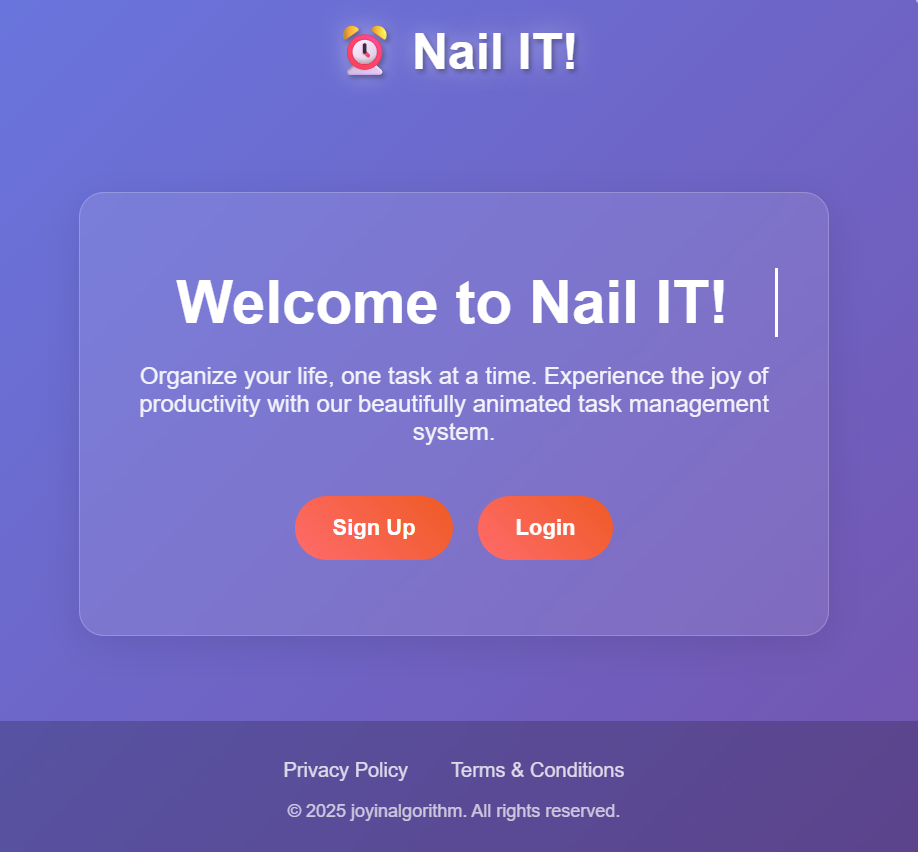 Nail IT!
Welcome to Nail IT!
Organize your life, one task at a time. Experience the joy of
productivity with our beautifully animated task management
system.
Sign Up
Login
Privacy Policy
Terms & Conditions
© 2025 joyinalgorithm. All rights reserved.